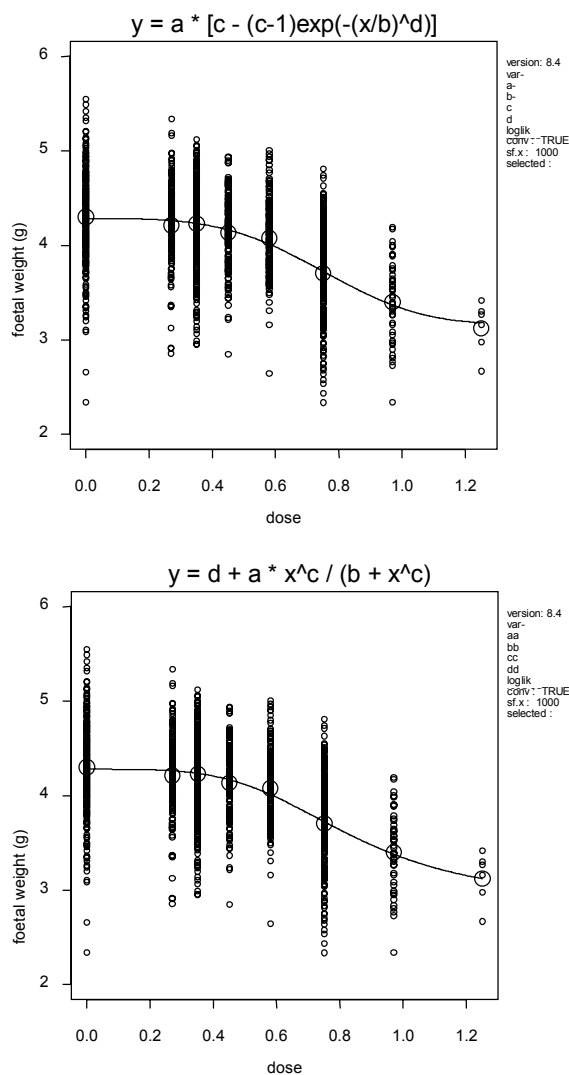 y = a * [c - (c-1)exp(-(x/b)^d)]
6
5
4
3
2
foetal weight (g)
0.0 0.2 0.4 0.6 0.8 1.0 1.2
dose
version: 8.4
var-
a-
b-
c
d
loglik
conv : TRUE
sf.x : 1000
selected :
y = d + a * x^c / (b + x^c)
6
5
4
3
2
foetal weight (g)
0.0 0.2 0.4 0.6 0.8 1.0 1.2
dose
version: 8.4
var-
aa
bb
cc
dd
loglik
conv : TRUE
sf.x : 1000
selected :